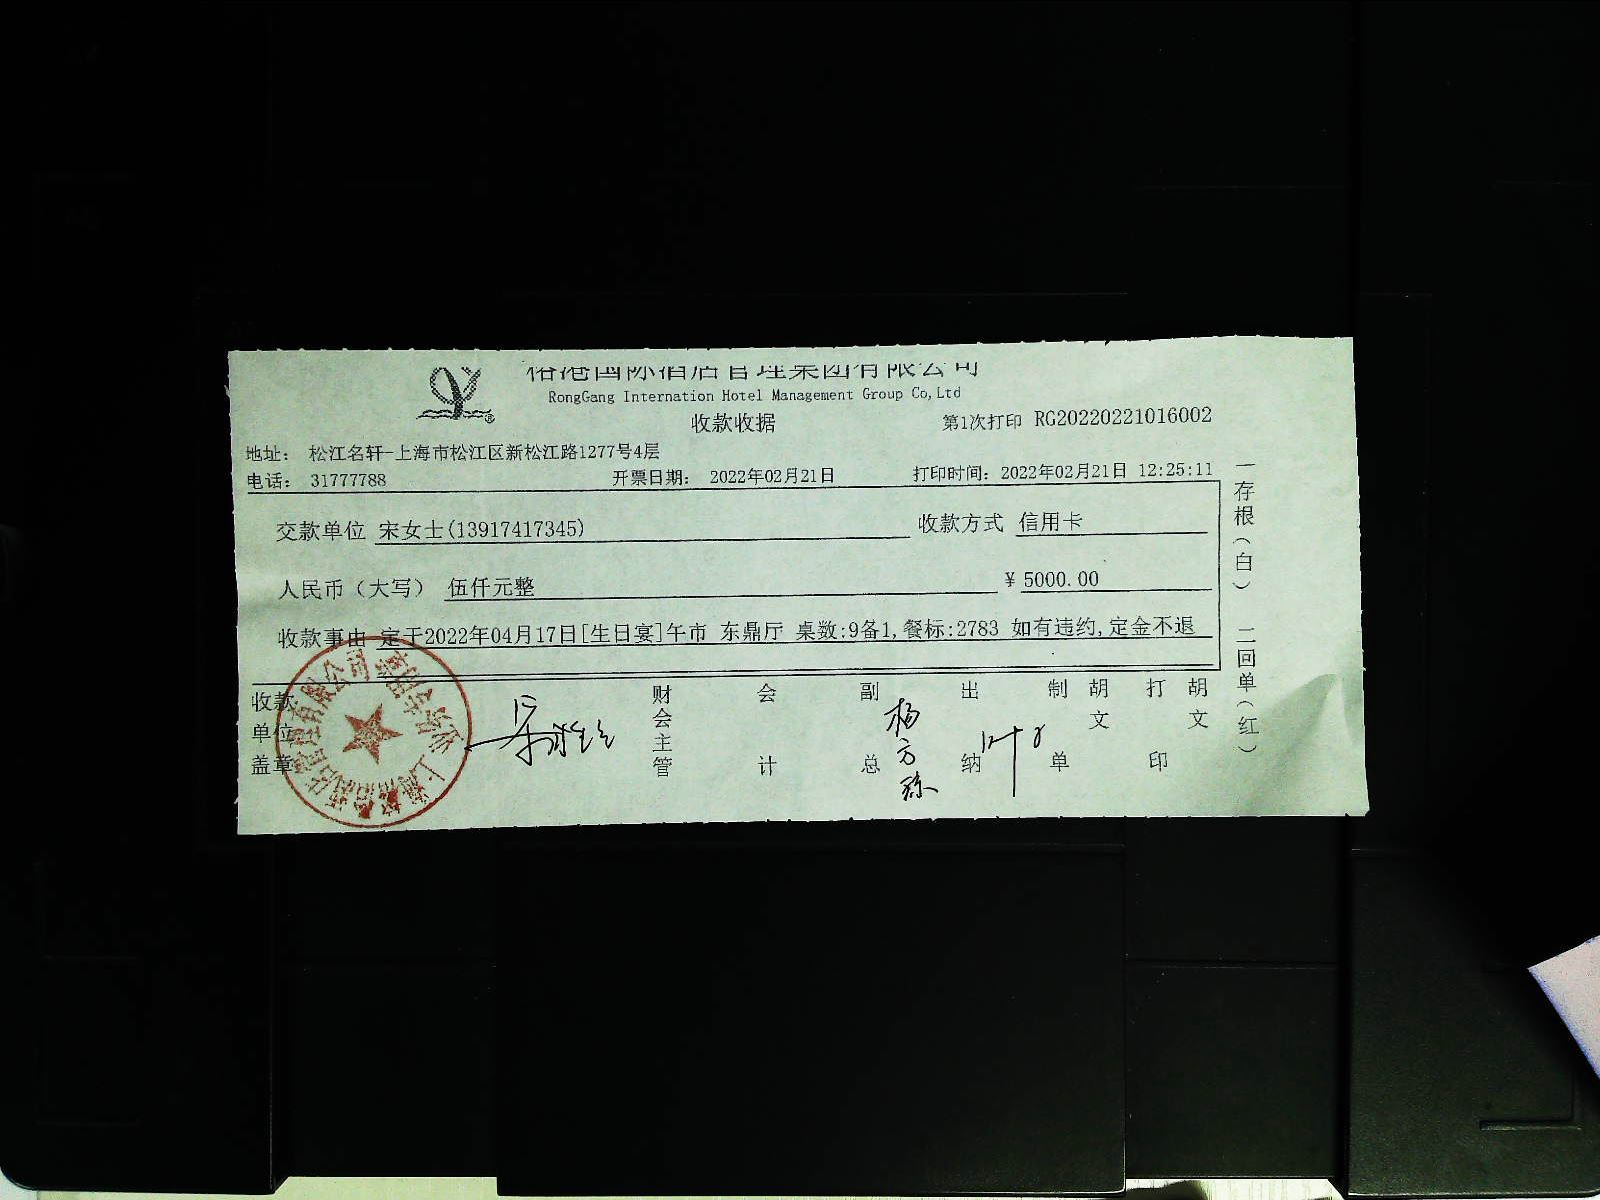 榕港国际酒店管理集团有限公司
RongGang Internation Hotel Management Group Co,Ltd
收款收据
第1次打印 RG20220221016002
地址： 松江名轩-上海市松江区新松江路1277号4层
电话： 31777788 开票日期： 2022年02月21日 打印时间：2022年02月21日 12:25:11
交款单位 宋女士(13917417345) 收款方式 信用卡
人民币（大写） 伍仟元整 ¥ 5000.00
收款事由 定于2022年04月17日[生日宴]午市 东鼎厅 桌数:9备1,餐标:2783 如有违约,定金不退
收款单位盖章 财会主管 会计 副总 出纳 制单 胡文 打印 胡文
一存根（白） 二回单（红）